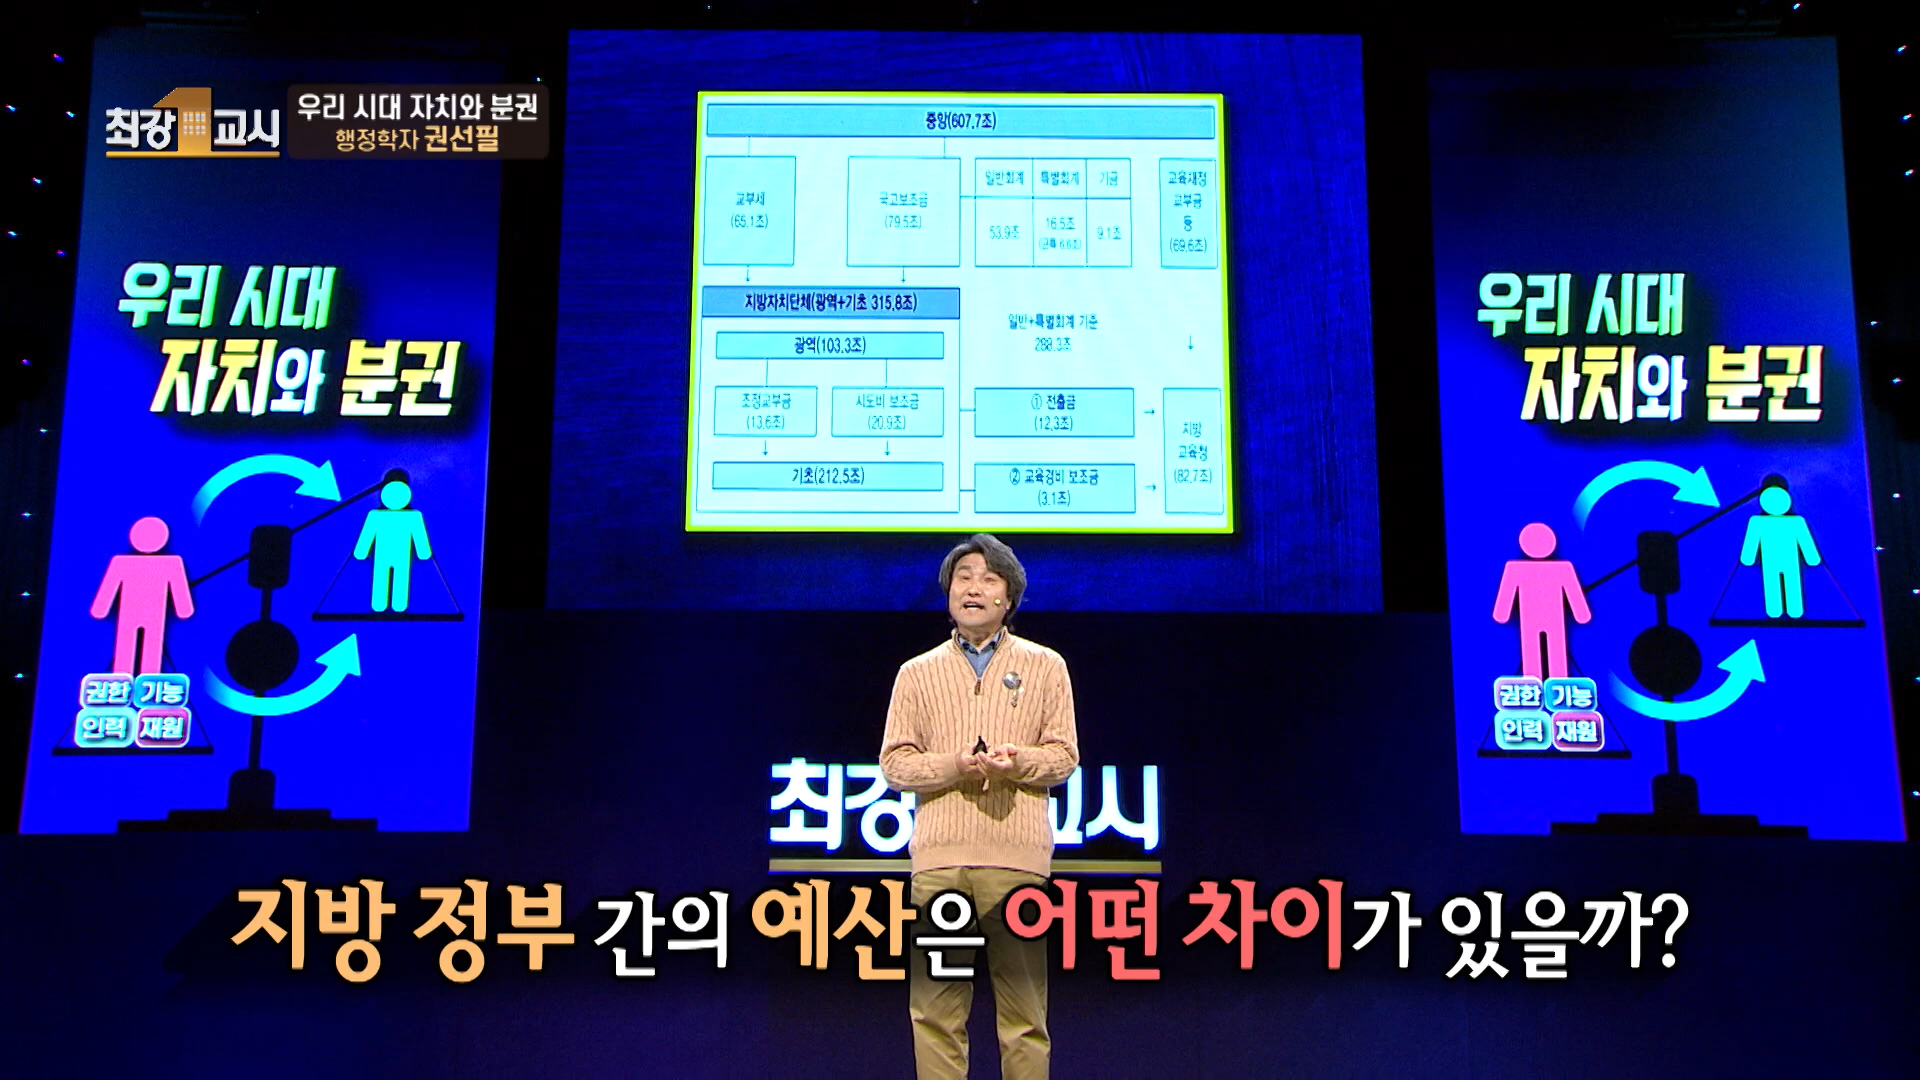 최강1교시
우리 시대 자치와 분권
행정학자 권선필
중앙(607.7조)
교부세
(65.1조)
국고보조금
(79.5조)
일반회계 특별회계 기금
53.9조
16.5조
9.1조
교육재정
교부금
등
(69.6조)
지방자치단체(광역+기초 315.8조)
광역(103.3조)
일반+특별회계 기준
288.3조
조정교부금
(13.6조)
시도비 보조금
(20.9조)
기초(212.5조)
① 전출금
(12.3조)
② 교육경비 보조금
(3.1조)
지방
교육청
(82.7조)
우리 시대
자치와 분권
권한 기능
인력 재원
우리 시대
자치와 분권
권한 기능
인력 재원
최강 교시
지방 정부 간의 예산은 어떤 차이가 있을까?